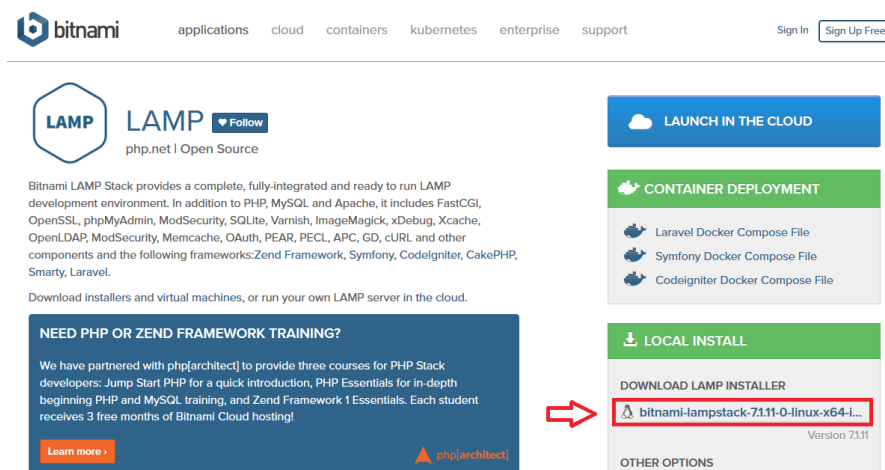 bitnami
applications cloud containers kubernetes enterprise support
Sign In Sign Up Free
LAMP
LAMP Follow
php.net | Open Source
Bitnami LAMP Stack provides a complete, fully-integrated and ready to run LAMP
development environment. In addition to PHP, MySQL and Apache, it includes FastCGI,
OpenSSL, phpMyAdmin, ModSecurity, SQLite, Varnish, ImageMagick, xDebug, Xcache,
OpenLDAP, ModSecurity, Memcache, OAuth, PEAR, PECL, APC, GD, cURL and other
components and the following frameworks:Zend Framework, Symfony, CodeIgniter, CakePHP,
Smarty, Laravel.
Download installers and virtual machines, or run your own LAMP server in the cloud.
NEED PHP OR ZEND FRAMEWORK TRAINING?
We have partnered with php[architect] to provide three courses for PHP Stack
developers: Jump Start PHP for a quick introduction, PHP Essentials for in-depth
beginning PHP and MySQL training, and Zend Framework 1 Essentials. Each student
receives 3 free months of Bitnami Cloud hosting!
Learn more ›
php[architect]
LAUNCH IN THE CLOUD
CONTAINER DEPLOYMENT
Laravel Docker Compose File
Symfony Docker Compose File
Codeigniter Docker Compose File
LOCAL INSTALL
DOWNLOAD LAMP INSTALLER
bitnami-lampstack-7.1.11-0-linux-x64-i...
Version 7.1.11
OTHER OPTIONS